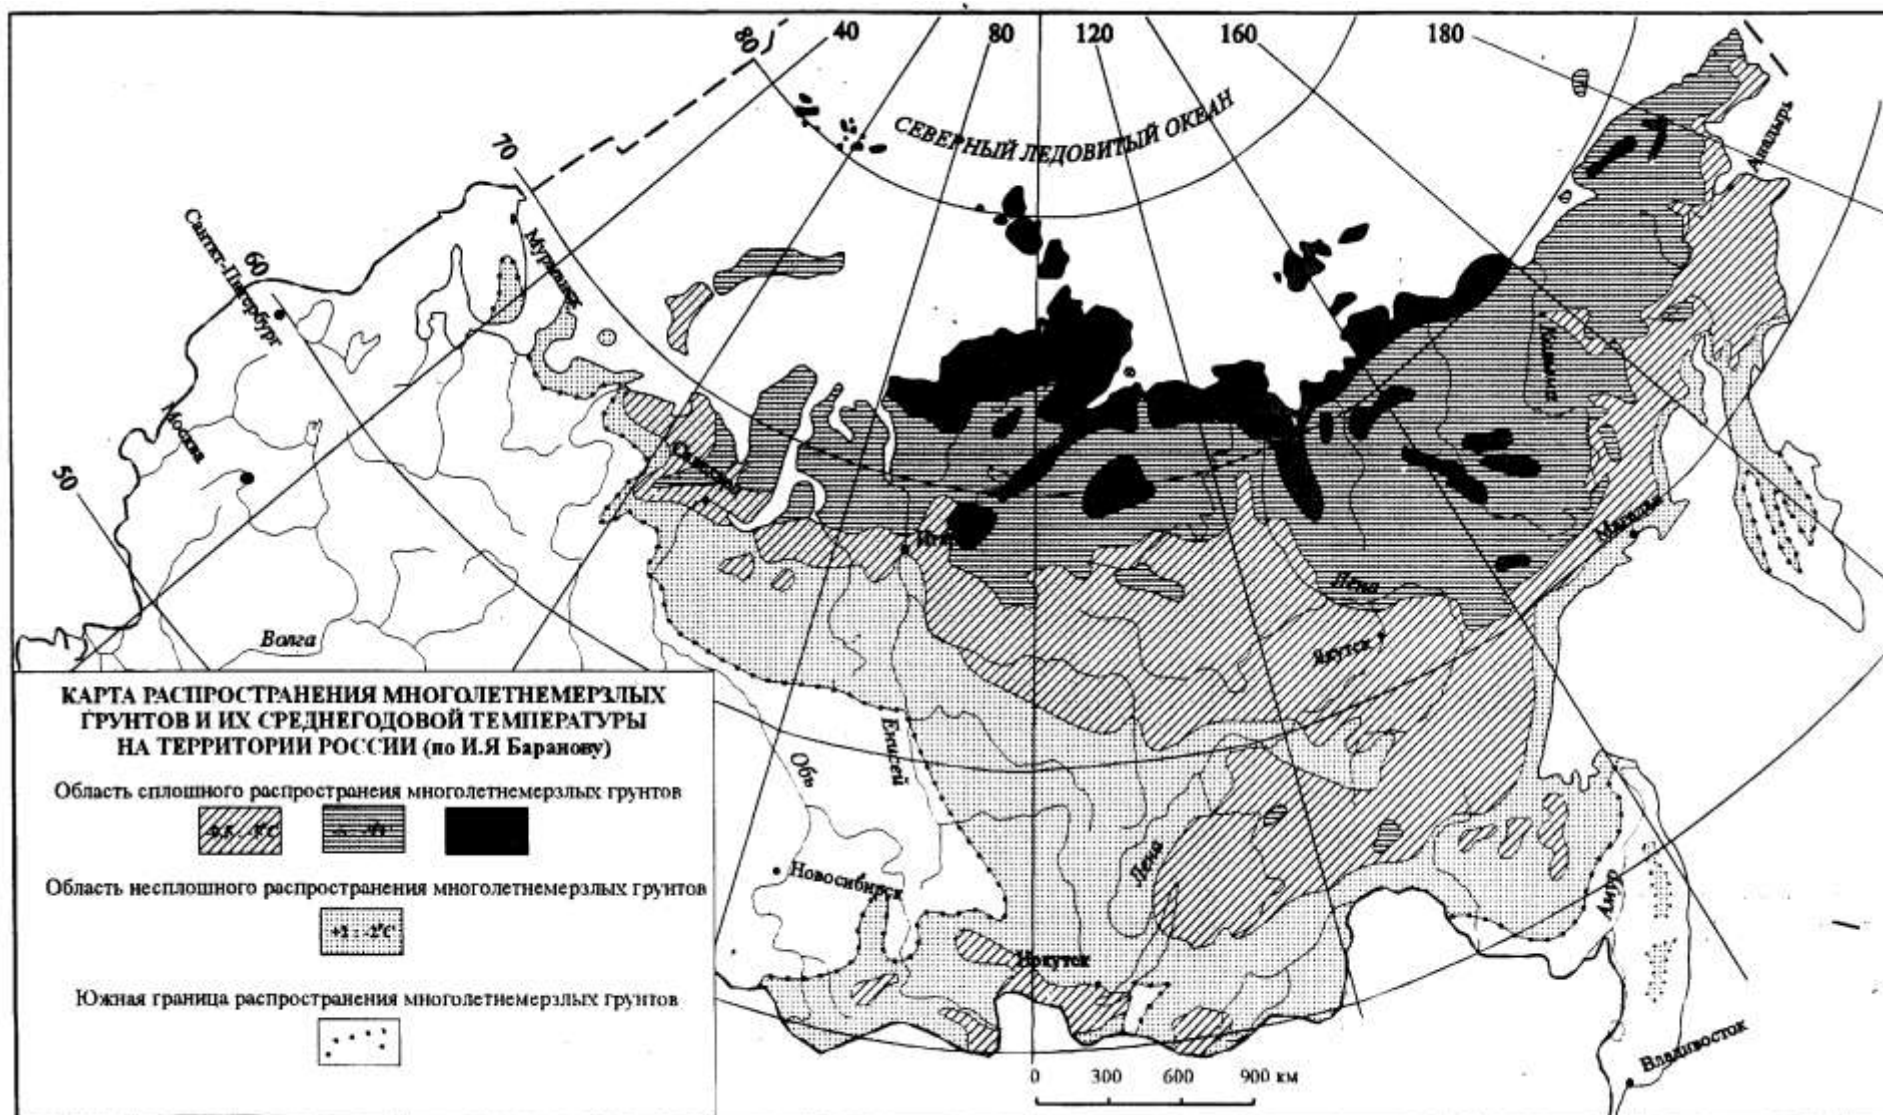 80
40
80
120
160
180
СЕВЕРНЫЙ ЛЕДОВИТЫЙ ОКЕАН
Анадырь
70
Санткт-Питербург
60
Мурманск
Колыма
Москва
50
Салехард
Магадан
Лена
Якутск
Волга
Енисей
Обь
Лена
Новосибирск
Амур
Иркутск
Владивосток
0 300 600 900 км
КАРТА РАСПРОСТРАНЕНИЯ МНОГОЛЕТНЕМЕРЗЛЫХ
ГРУНТОВ И ИХ СРЕДНЕГОДОВОЙ ТЕМПЕРАТУРЫ
НА ТЕРРИТОРИИ РОССИИ (по И.Я Баранову)
Область сплошного распространеия многолетнемерзлых грунтов
Область несплошного распространения многолетнемерзлых грунтов
Южная граница распространения многолетнемерзлых грунтов